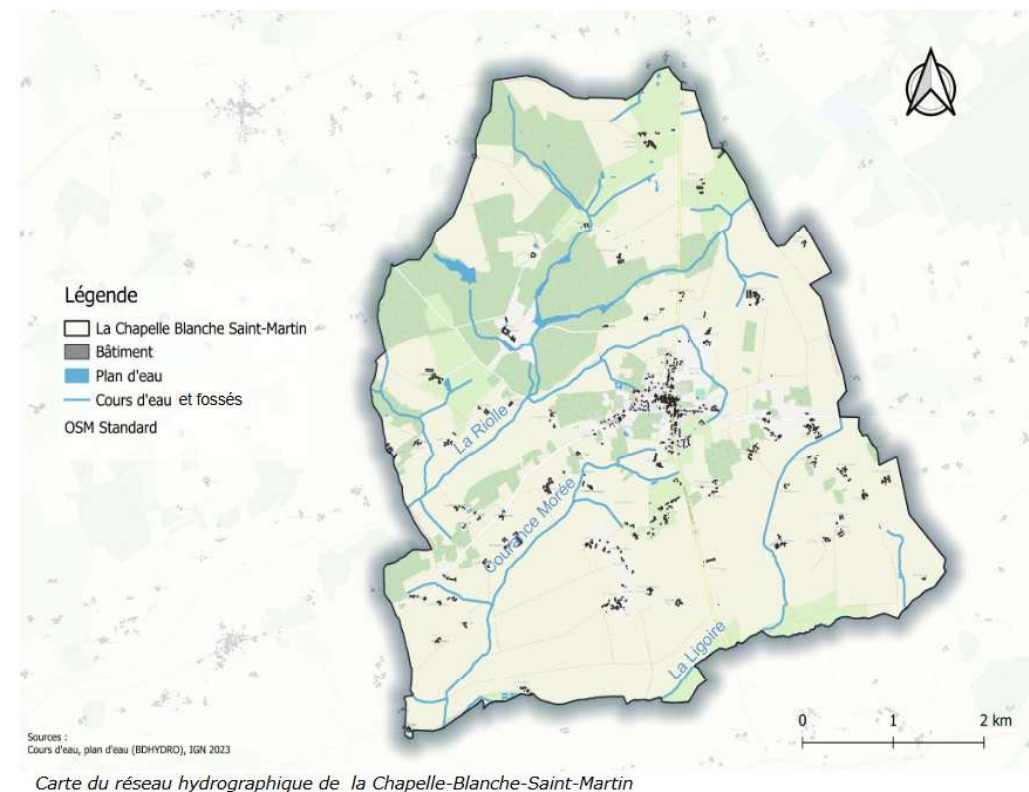 Légende
La Chapelle Blanche Saint-Martin
Bâtiment
Plan d'eau
Cours d'eau et fossés
OSM Standard
La Riolle
Courance Morée
La Ligoire
0 1 2 km
Sources :
Cours d'eau, plan d'eau (BDHYDRO), IGN 2023
Carte du réseau hydrographique de la Chapelle-Blanche-Saint-Martin